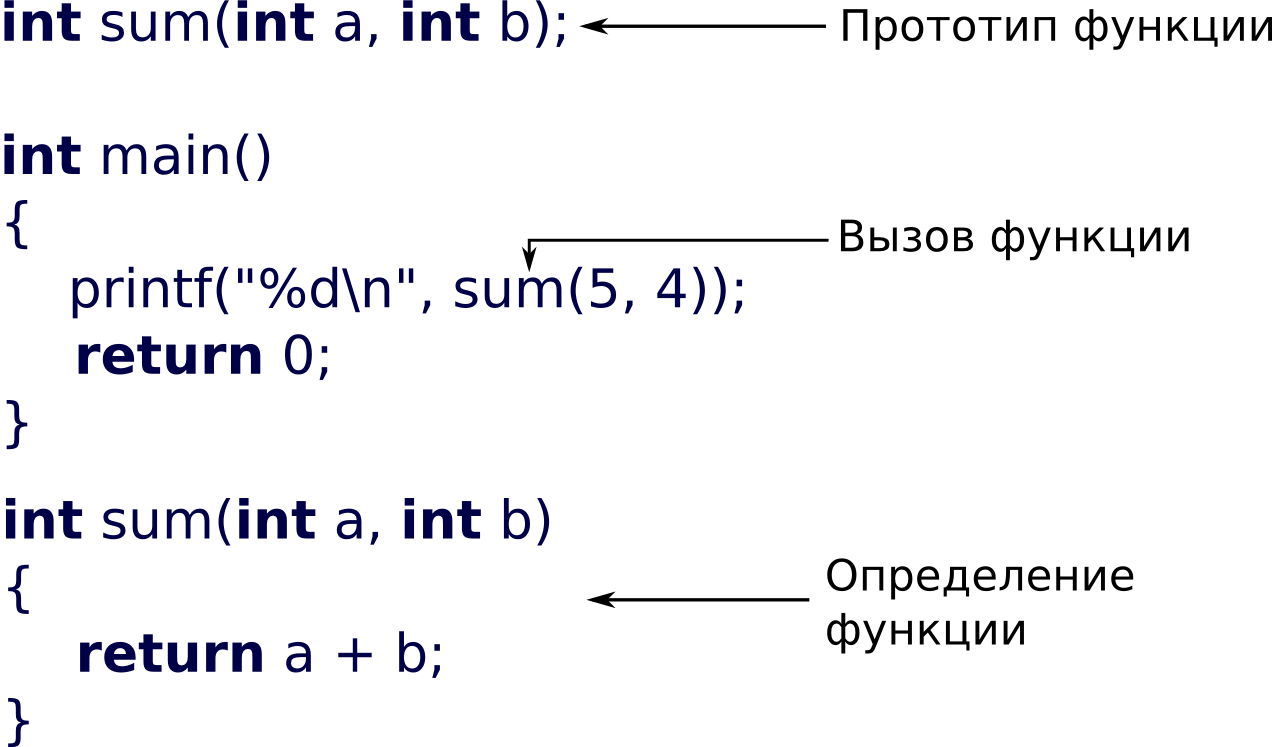 int sum(int a, int b);
Прототип функции
int main()
{
Вызов функции
printf("%d\n", sum(5, 4));
return 0;
}
int sum(int a, int b)
{
Определение
функции
return a + b;
}